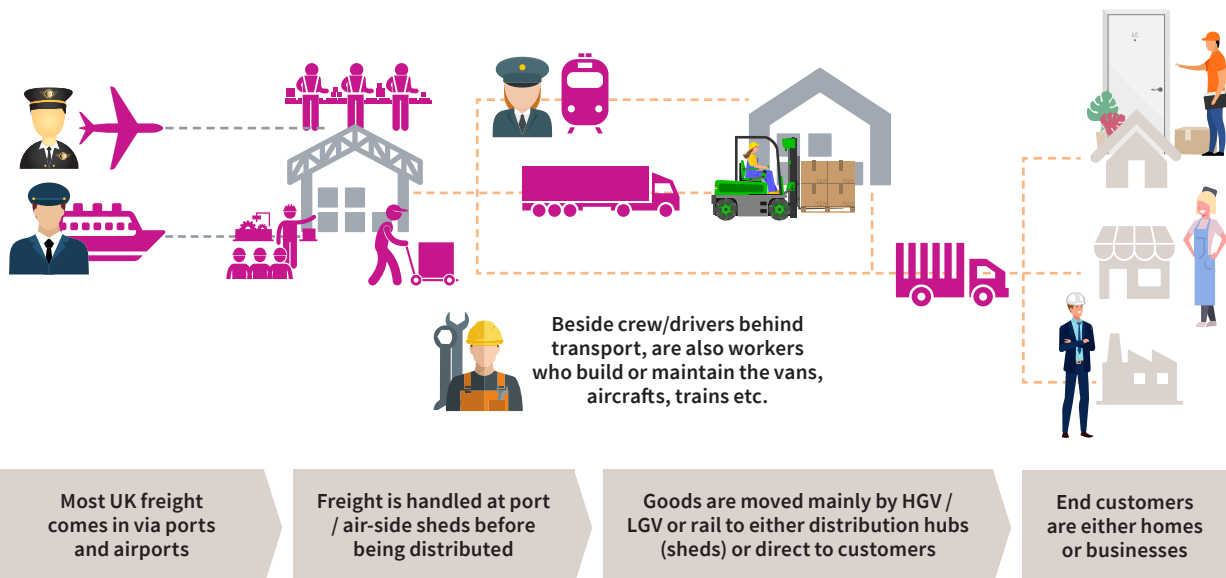 Beside crew/drivers behind
transport, are also workers
who build or maintain the vans,
aircrafts, trains etc.
Most UK freight
comes in via ports
and airports
Freight is handled at port
/ air-side sheds before
being distributed
Goods are moved mainly by HGV /
LGV or rail to either distribution hubs
(sheds) or direct to customers
End customers
are either homes
or businesses